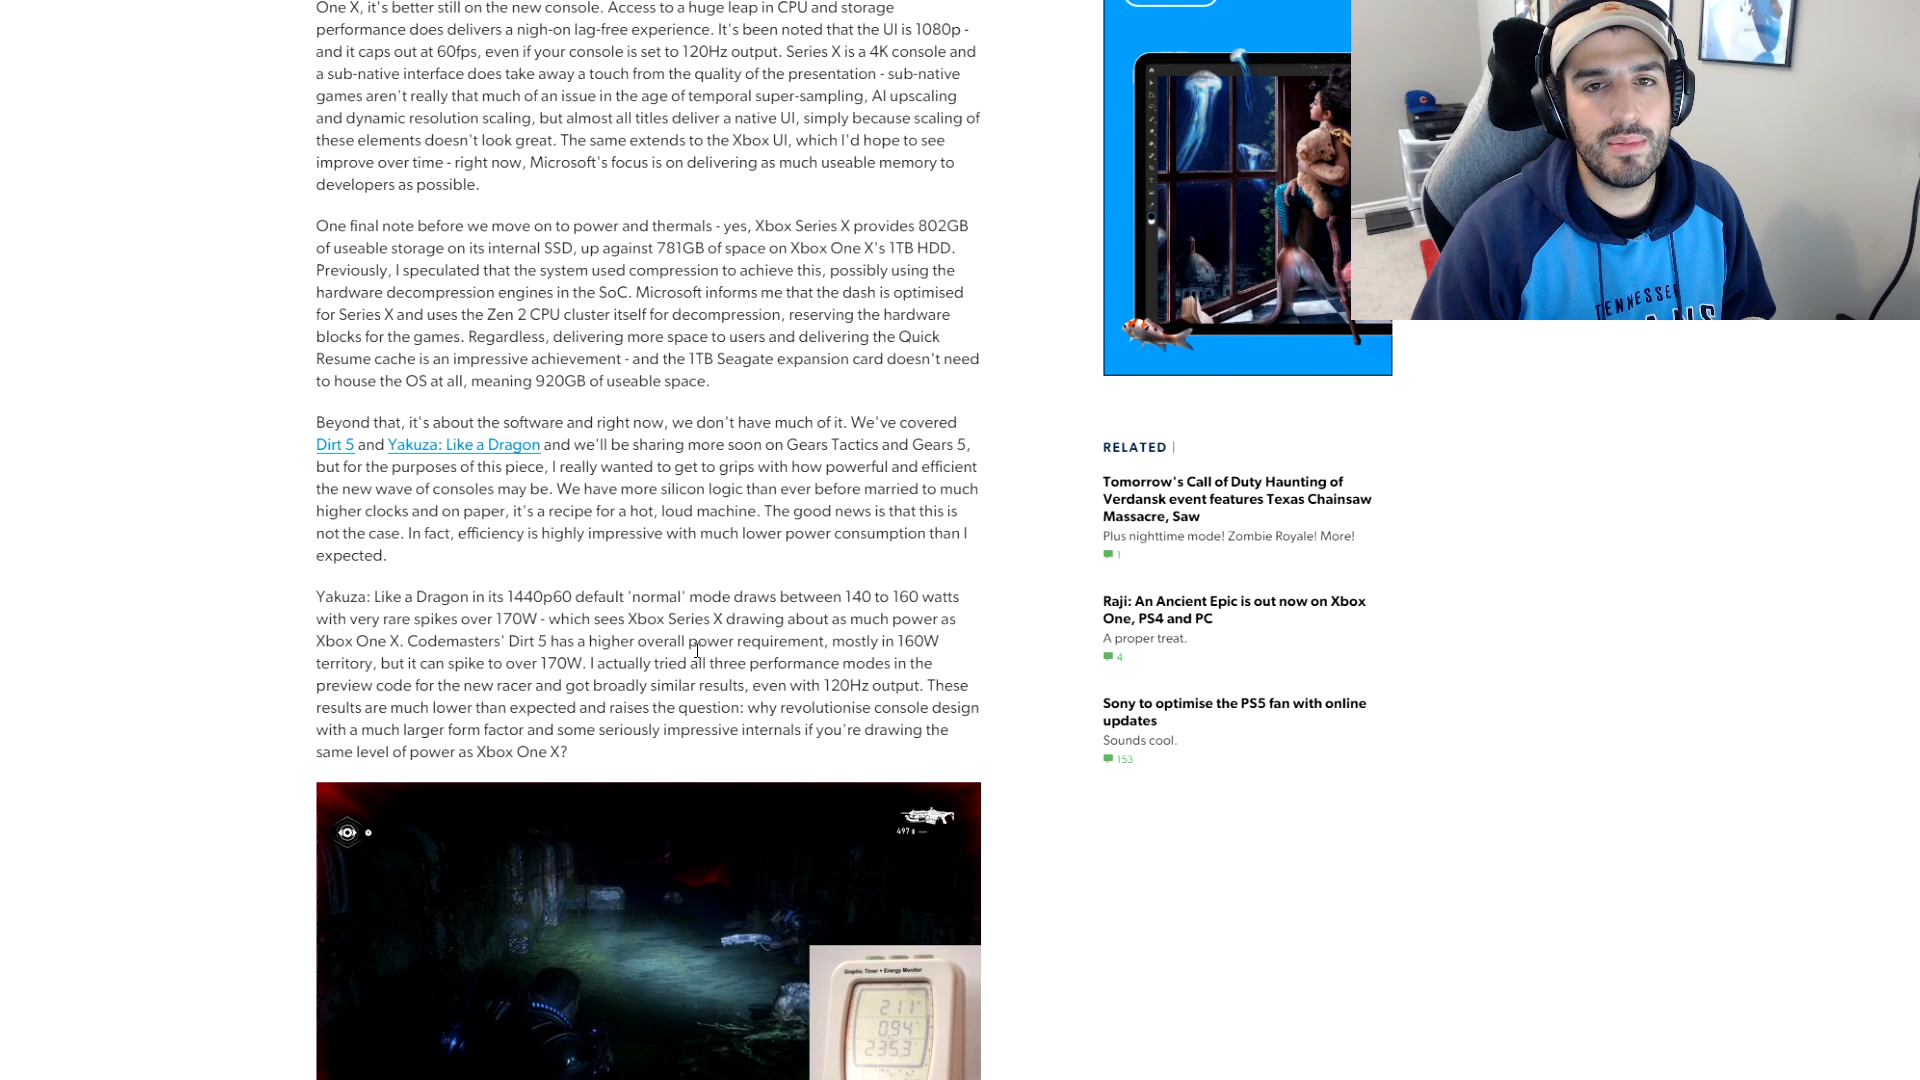 One X, it's better still on the new console. Access to a huge leap in CPU and storage
performance does delivers a nigh-on lag-free experience. It's been noted that the UI is 1080p -
and it caps out at 60fps, even if your console is set to 120Hz output. Series X is a 4K console and
a sub-native interface does take away a touch from the quality of the presentation - sub-native
games aren't really that much of an issue in the age of temporal super-sampling, AI upscaling
and dynamic resolution scaling, but almost all titles deliver a native UI, simply because scaling of
these elements doesn't look great. The same extends to the Xbox UI, which I'd hope to see
improve over time - right now, Microsoft's focus is on delivering as much useable memory to
developers as possible.
One final note before we move on to power and thermals - yes, Xbox Series X provides 802GB
of useable storage on its internal SSD, up against 781GB of space on Xbox One X's 1TB HDD.
Previously, I speculated that the system used compression to achieve this, possibly using the
hardware decompression engines in the SoC. Microsoft informs me that the dash is optimised
for Series X and uses the Zen 2 CPU cluster itself for decompression, reserving the hardware
blocks for the games. Regardless, delivering more space to users and delivering the Quick
Resume cache is an impressive achievement - and the 1TB Seagate expansion card doesn't need
to house the OS at all, meaning 920GB of useable space.
Beyond that, it's about the software and right now, we don't have much of it. We've covered
Dirt 5 and Yakuza: Like a Dragon and we'll be sharing more soon on Gears Tactics and Gears 5,
but for the purposes of this piece, I really wanted to get to grips with how powerful and efficient
the new wave of consoles may be. We have more silicon logic than ever before married to much
higher clocks and on paper, it's a recipe for a hot, loud machine. The good news is that this is
not the case. In fact, efficiency is highly impressive with much lower power consumption than I
expected.
Yakuza: Like a Dragon in its 1440p60 default 'normal' mode draws between 140 to 160 watts
with very rare spikes over 170W - which sees Xbox Series X drawing about as much power as
Xbox One X. Codemasters' Dirt 5 has a higher overall power requirement, mostly in 160W
territory, but it can spike to over 170W. I actually tried all three performance modes in the
preview code for the new racer and got broadly similar results, even with 120Hz output. These
results are much lower than expected and raises the question: why revolutionise console design
with a much larger form factor and some seriously impressive internals if you're drawing the
same level of power as Xbox One X?
497
Graphic Timer + Energy Monitor
211
0.94
235.3
TENNESSEE
RELATED |
Tomorrow's Call of Duty Haunting of
Verdansk event features Texas Chainsaw
Massacre, Saw
Plus nighttime mode! Zombie Royale! More!
1
Raji: An Ancient Epic is out now on Xbox
One, PS4 and PC
A proper treat.
4
Sony to optimise the PS5 fan with online
updates
Sounds cool.
153